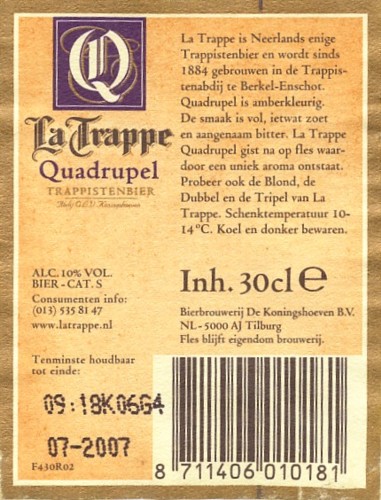 Q
La Trappe
Quadrupel
TRAPPISTENBIER
La Trappe is Neerlands enige
Trappistenbier en wordt sinds
1884 gebrouwen in de Trappis-
tenabdij te Berkel-Enschot.
Quadrupel is amberkleurig.
De smaak is vol, ietwat zoet
en aangenaam bitter. La Trappe
Quadrupel gist na op fles waar-
door een uniek aroma ontstaat.
Probeer ook de Blond, de
Dubbel en de Tripel van La
Trappe. Schenktemperatuur 10-
14°C. Koel en donker bewaren.
ALC. 10% VOL.
BIER - CAT. S
Consumenten info:
(013) 535 81 47
www.latrappe.nl
Inh. 30cl e
Bierbrouwerij De Koningshoeven B.V.
NL - 5000 AJ Tilburg
Fles blijft eigendom brouwerij.
Tenminste houdbaar
tot einde:
09:18K0664
07-2007
F430R02
8 711406 010181